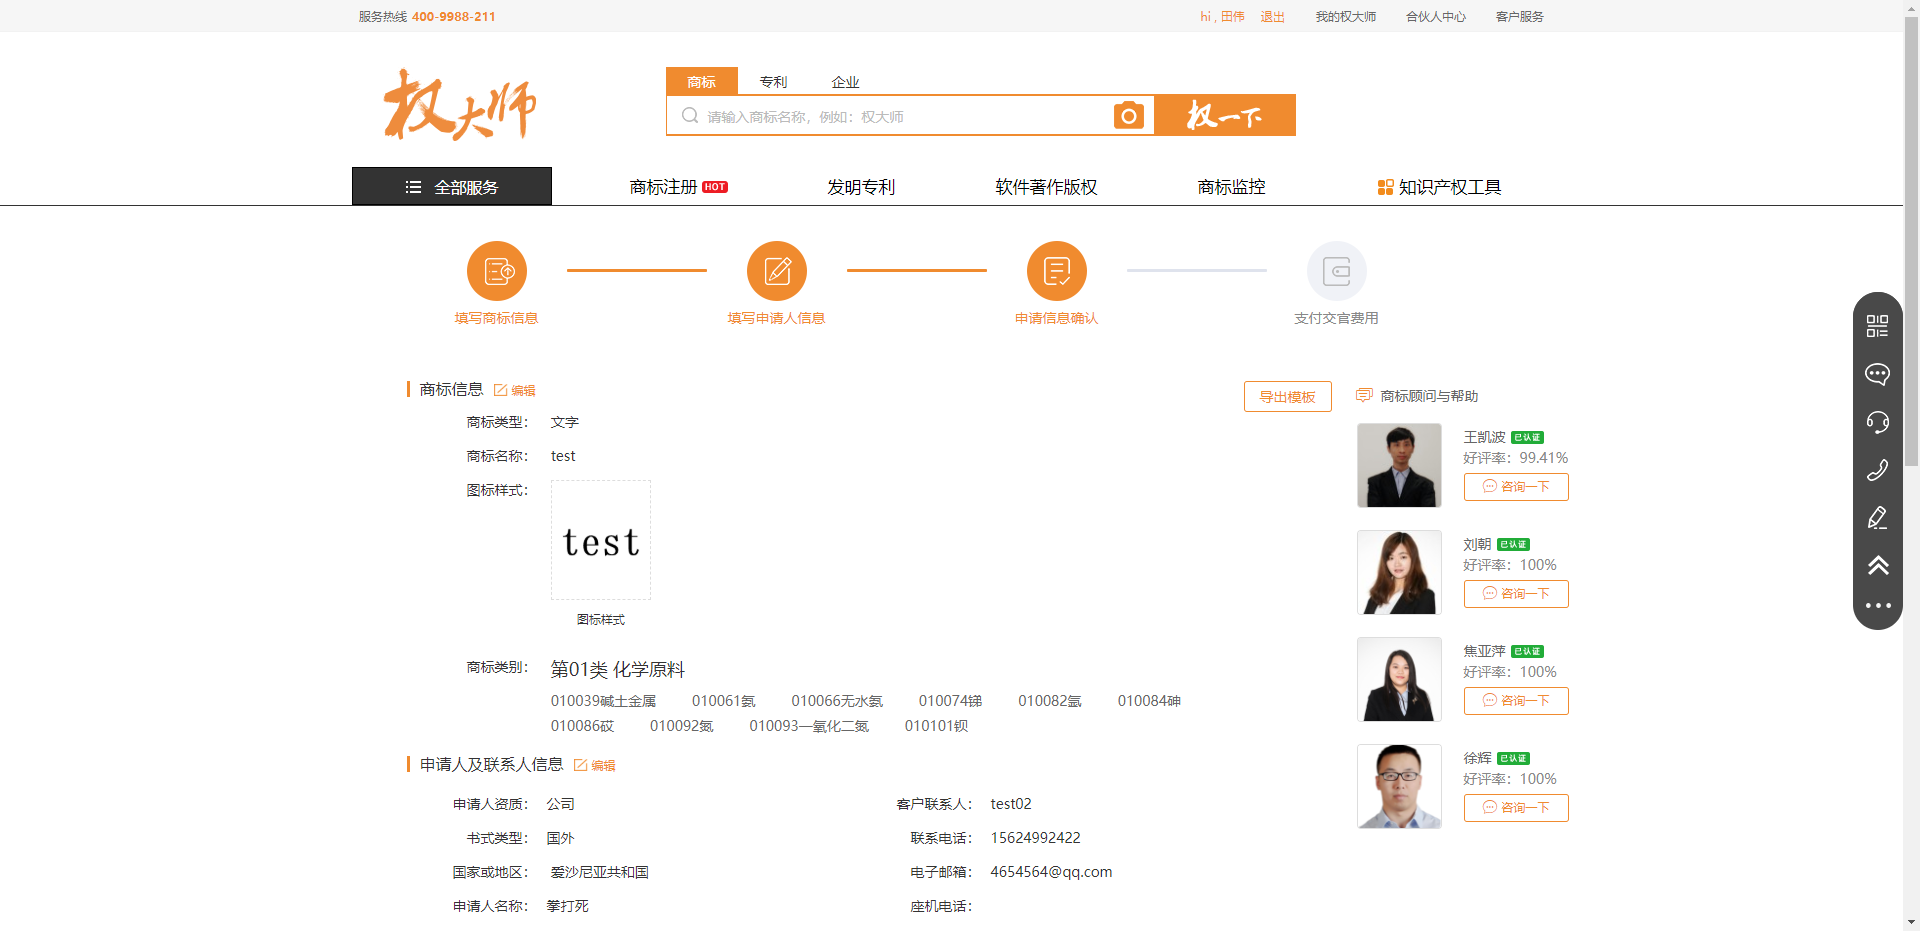 服务热线 400-9988-211
hi , 田伟 退出 我的权大师 合伙人中心 客户服务
权大师
商标 专利 企业
请输入商标名称，例如：权大师
权一下
全部服务 商标注册 HOT 发明专利 软件著作版权 商标监控 知识产权工具
填写商标信息 填写申请人信息 申请信息确认 支付交官费用
商标信息 编辑
导出模板
商标类型： 文字
商标名称： test
图标样式：
test
图标样式
商标类别： 第01类 化学原料
010039碱土金属 010061氨 010066无水氨 010074锑 010082氩 010084砷
010086砹 010092氮 010093一氧化二氮 010101钡
申请人及联系人信息 编辑
申请人资质： 公司 客户联系人： test02
书式类型： 国外 联系电话： 15624992422
国家或地区： 爱沙尼亚共和国 电子邮箱： 4654564@qq.com
申请人名称： 拳打死 座机电话：
商标顾问与帮助
王凯波 已认证
好评率：99.41%
咨询一下
刘朝 已认证
好评率：100%
咨询一下
焦亚萍 已认证
好评率：100%
咨询一下
徐辉 已认证
好评率：100%
咨询一下